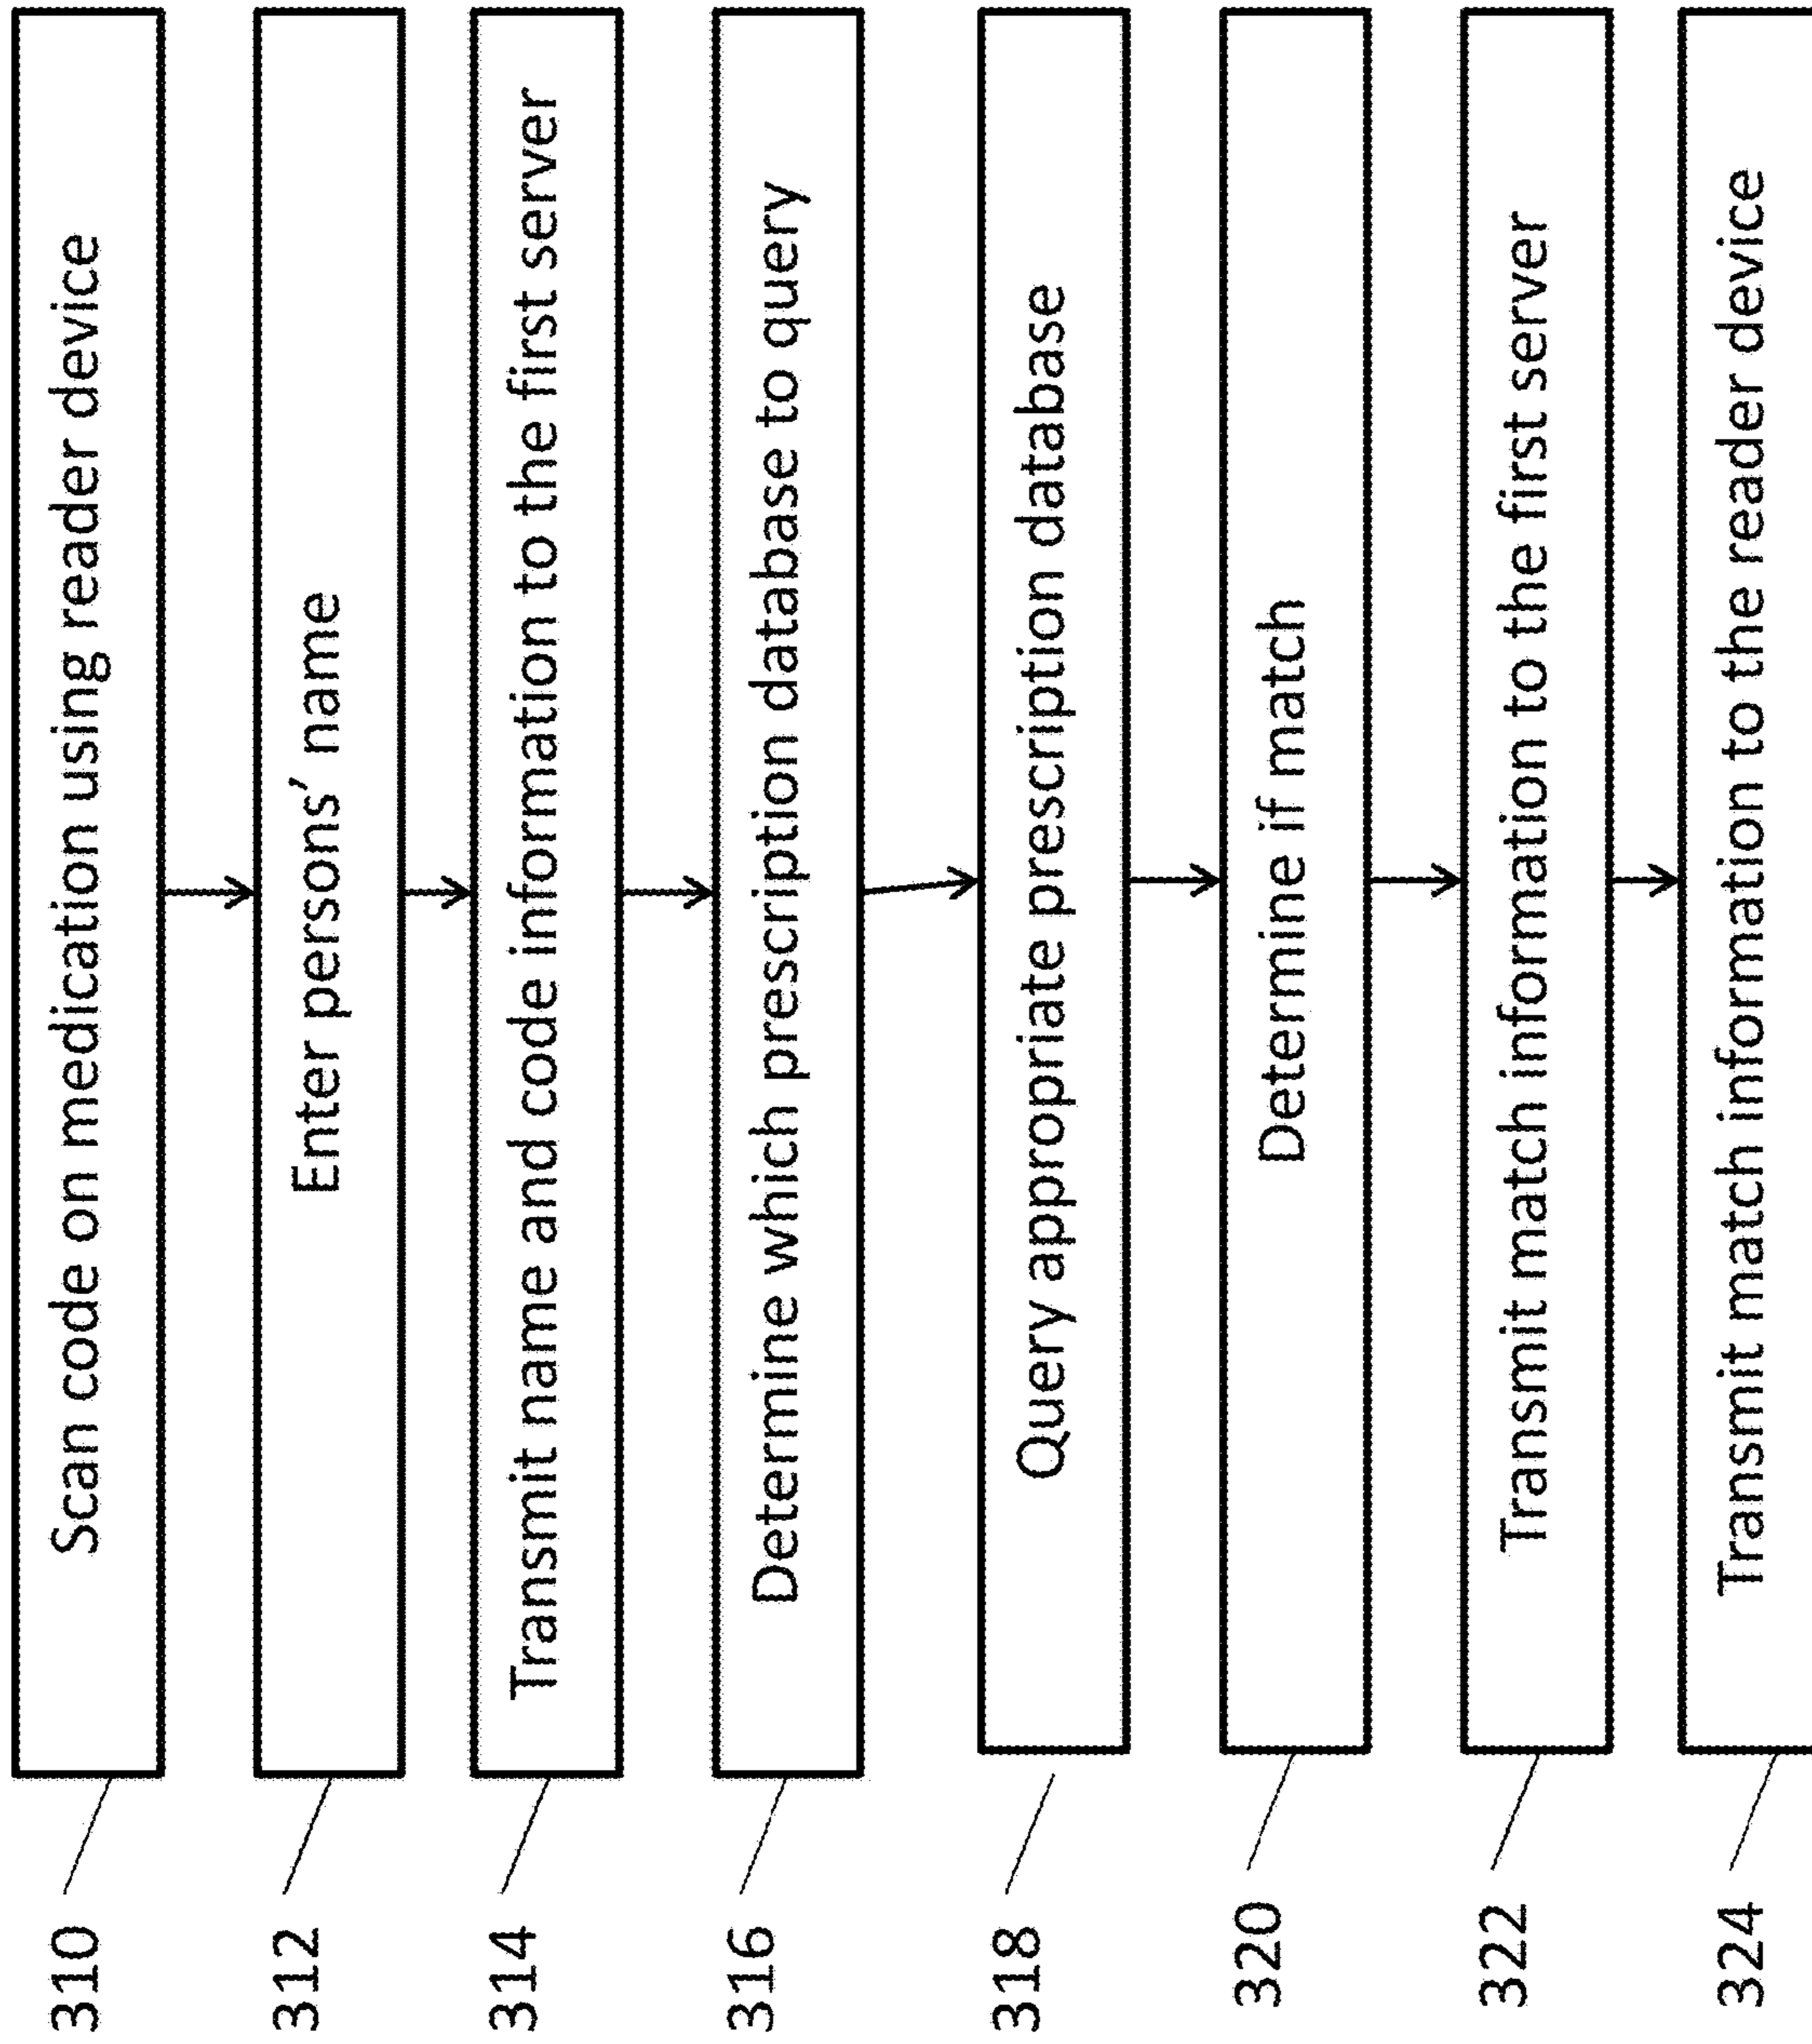 310
Scan code on medication using reader device
312
Enter persons’ name
314
Transmit name and code information to the first server
316
Determine which prescription database to query
318
Query appropriate prescription database
320
Determine if match
322
Transmit match information to the first server
324
Transmit match information to the reader device